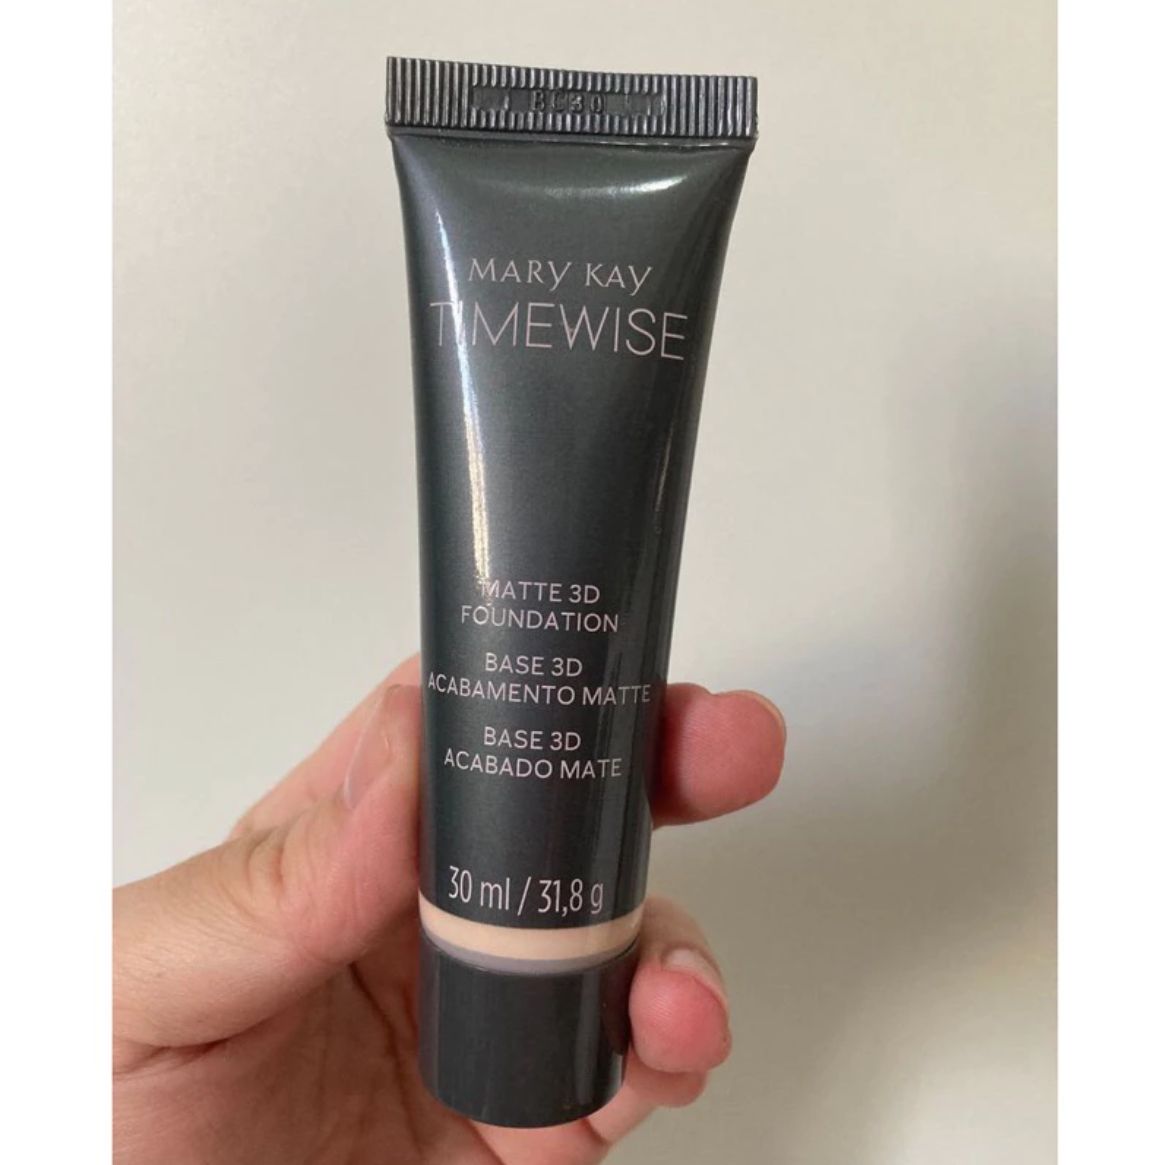 MARY KAY
TIMEWISE
MATTE 3D
FOUNDATION
BASE 3D
ACABAMENTO MATTE
BASE 3D
ACABADO MATE
30 ml / 31,8 g